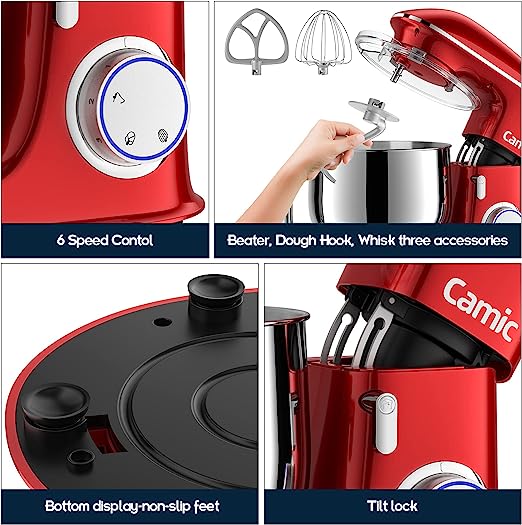 2
1
Camic
6 Speed Contol
Beater, Dough Hook, Whisk three accessories
Camic
Bottom display-non-slip feet
Tilt lock